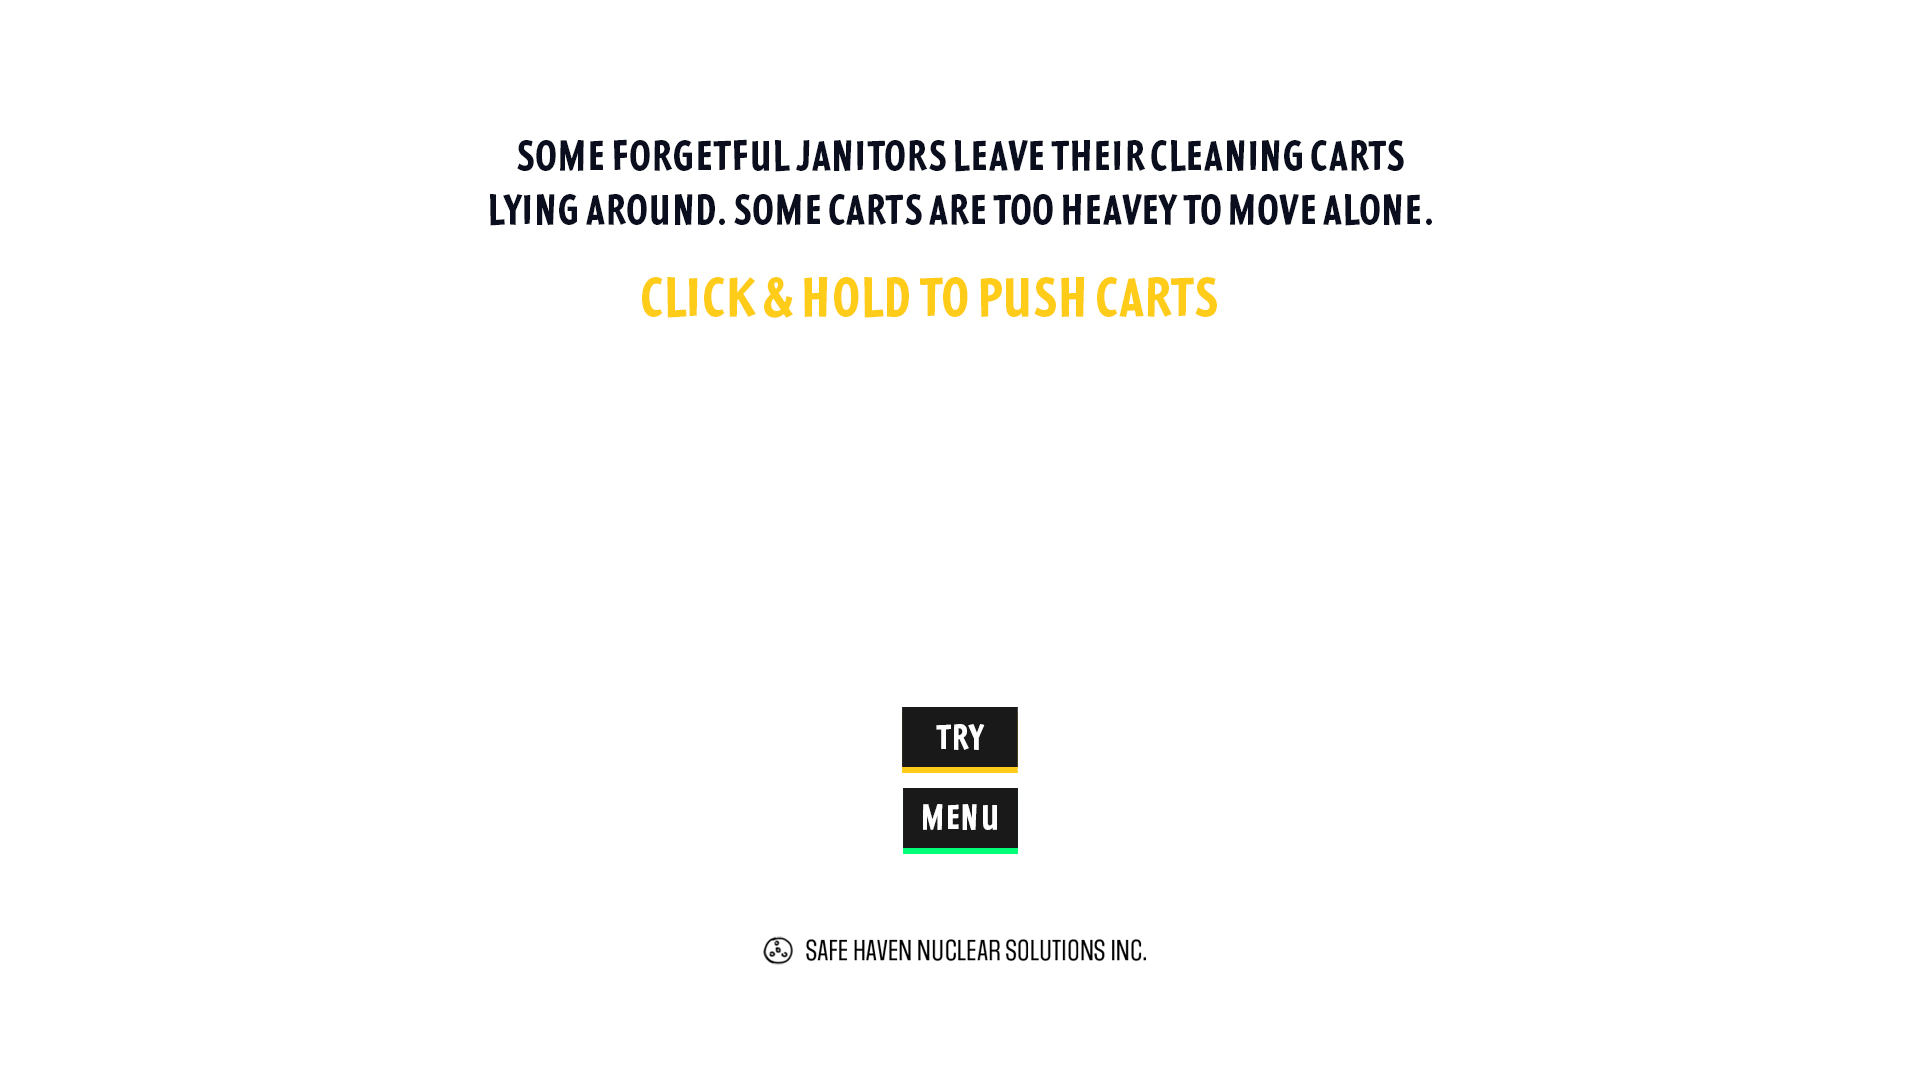 SOME FORGETFUL JANITORS LEAVE THEIR CLEANING CARTS
LYING AROUND. SOME CARTS ARE TOO HEAVEY TO MOVE ALONE.
CLICK & HOLD TO PUSH CARTS
TRY
MENU
SAFE HAVEN NUCLEAR SOLUTIONS INC.